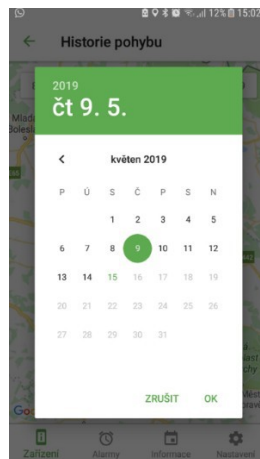 12% 15:02
Historie pohybu
2019
čt 9. 5.
květen 2019
P Ú S Č P S N
1 2 3 4 5
6 7 8 9 10 11 12
13 14 15 16 17 18 19
20 21 22 23 24 25 26
27 28 29 30 31
ZRUŠIT OK
Zařízení Alarmy Informace Nastavení